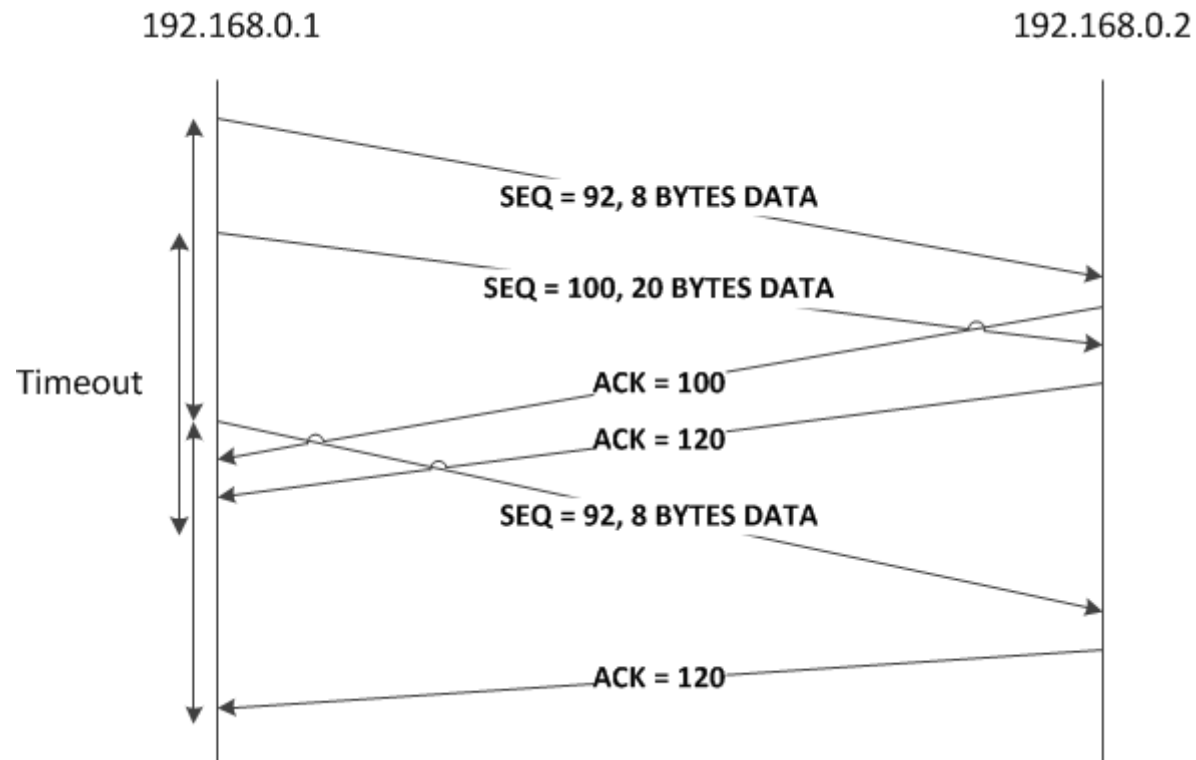 192.168.0.1
192.168.0.2
SEQ = 92, 8 BYTES DATA
SEQ = 100, 20 BYTES DATA
Timeout
ACK = 100
ACK = 120
SEQ = 92, 8 BYTES DATA
ACK = 120